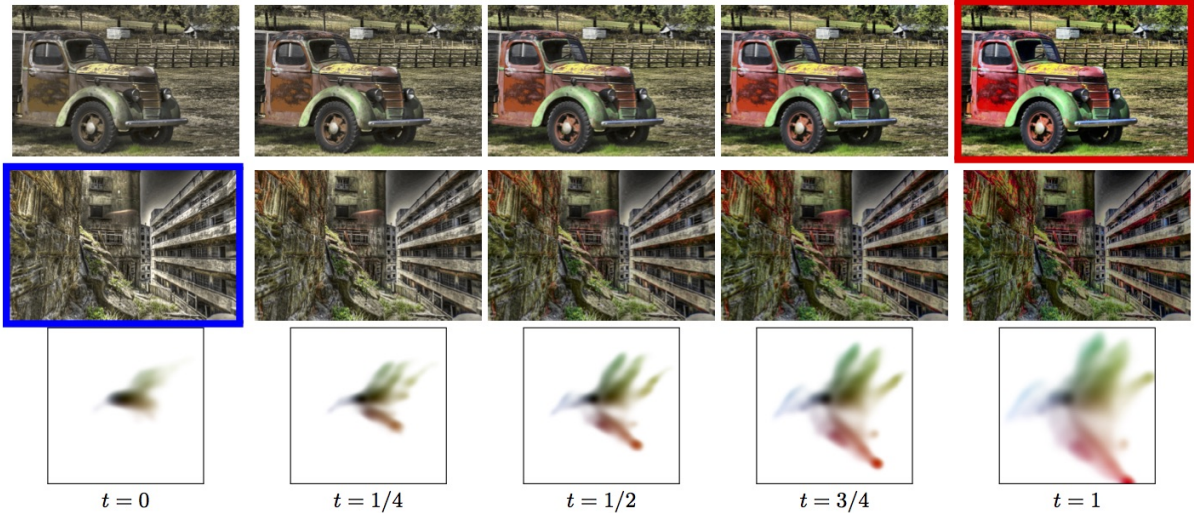 t = 0 t = 1/4 t = 1/2 t = 3/4 t = 1